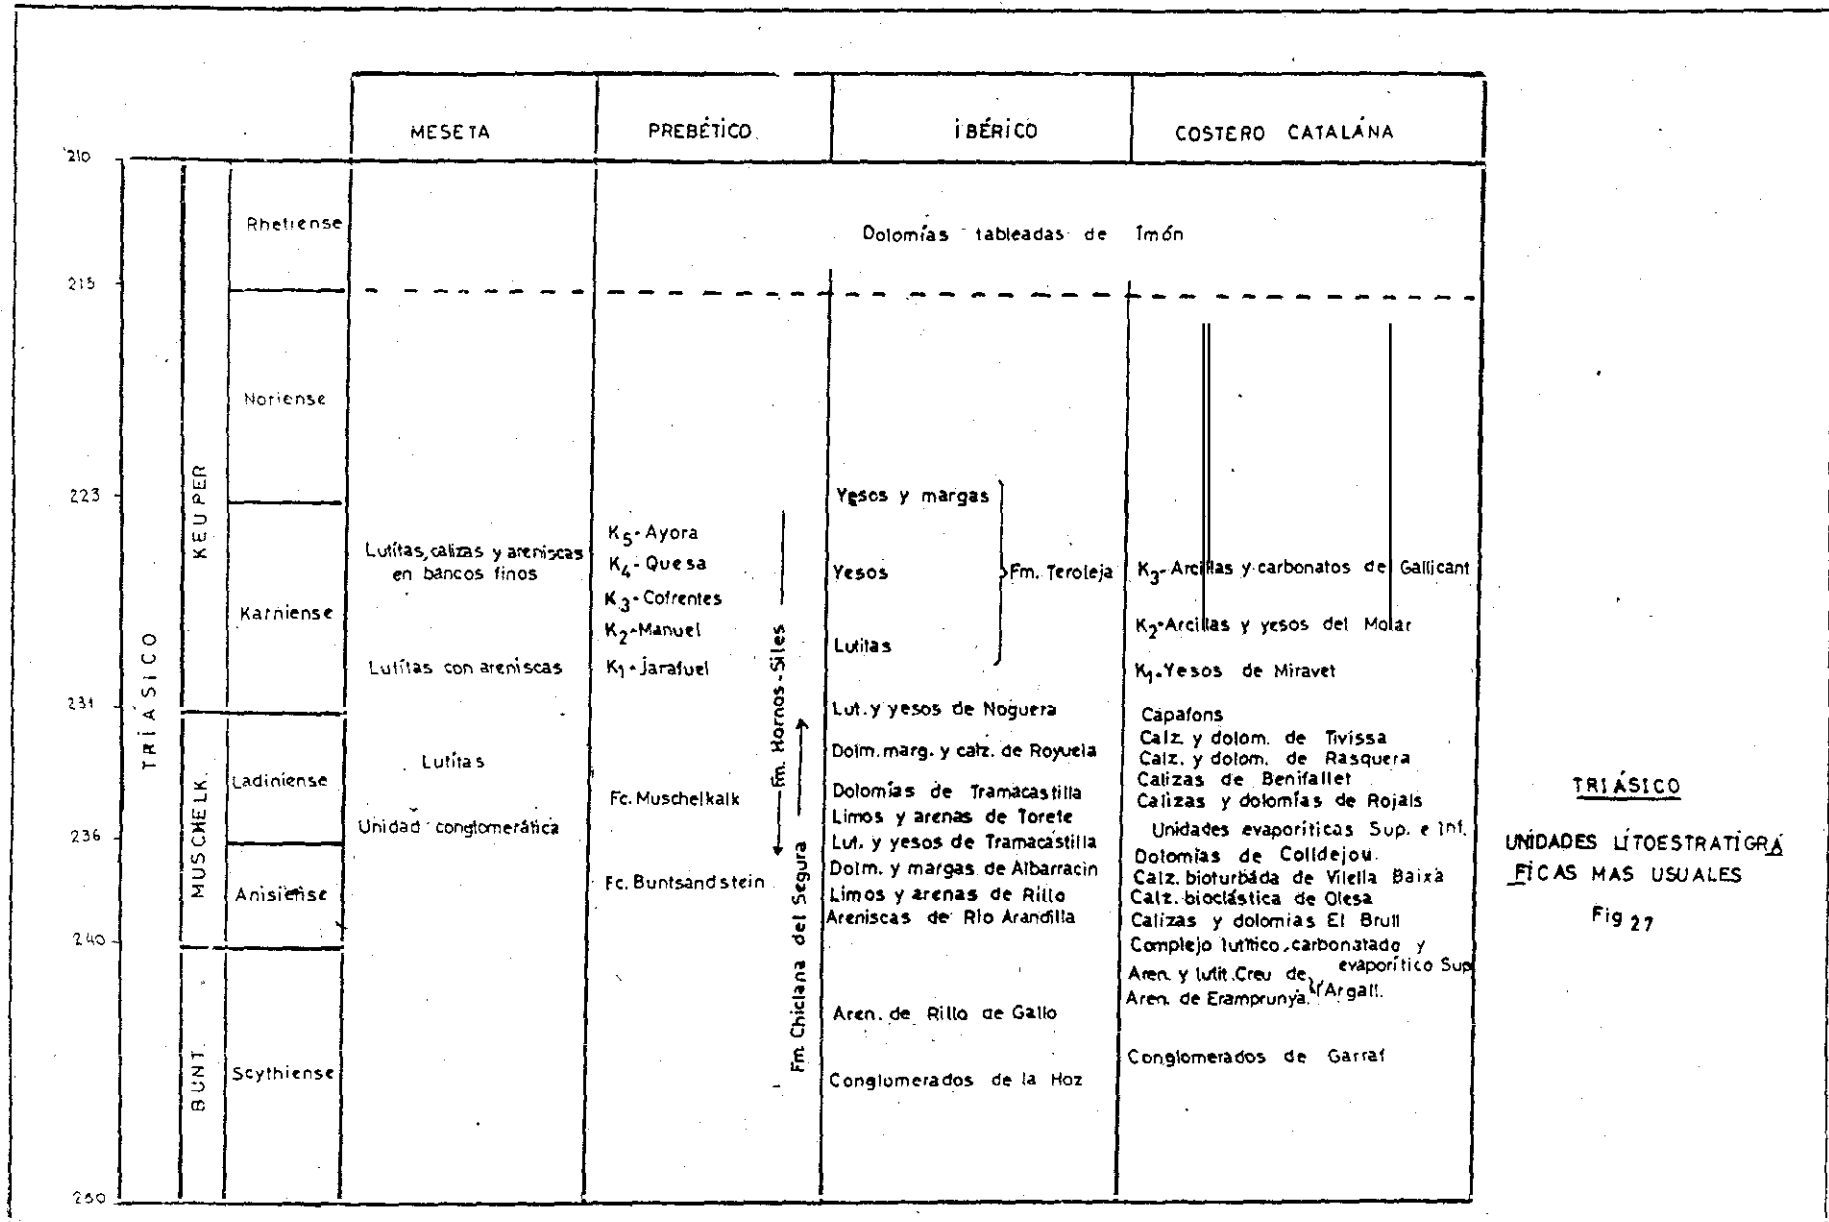 MESETA
PREBÉTICO
IBÉRICO
COSTERO CATALÁNA
210
215
223
231
236
240
250
TRIÁSICO
KEUPER
MUSCHELK.
BUNT.
Rhetiense
Noriense
Karniense
Ladiniense
Anisiense
Scythiense
Dolomías tableadas de Imón
Lutítas, calizas y areniscas
en bancos finos
Lutítas con areniscas
Lutítas
Unidad conglomerática
K5-Ayora
K4-Quesa
K3-Cofrentes
K2-Manuel
K1-Jarafuel
Fc. Muschelkalk
Fc. Buntsandstein
Fm. Hornos-Siles
Fm. Chiclana del Segura
Yesos y margas
Yesos
Lutitas
Fm. Teroleja
Lut. y yesos de Noguera
Dolm. marg. y calz. de Royuela
Dolomías de Tramacastilla
Limos y arenas de Torete
Lut. y yesos de Tramacastilla
Dolm. y margas de Albarracin
Limos y arenas de Rillo
Areniscas de Río Arandilla
Aren. de Rillo de Gallo
Conglomerados de la Hoz
K3-Arcillas y carbonatos de Gallicant
K2-Arcillas y yesos del Molar
K1-Yesos de Miravet
Capafons
Calz. y dolom. de Tivissa
Calz. y dolom. de Rasquera
Calizas de Benifallet
Calizas y dolomías de Rojals
Unidades evaporíticas Sup. e Inf.
Dolomías de Colldejou.
Calz. bioturbada de Vilella Baixa
Calz. bioclástica de Olesa
Calizas y dolomias El Brull
Complejo lutítico, carbonatado y
evaporítico Sup
Aren. y lutit. Creu de
Aren. de Eramprunya.
l'Argall.
Conglomerados de Garraf
TRIÁSICO
UNIDADES LÍTOESTRATIGRÁ
FICAS MAS USUALES
Fig 27